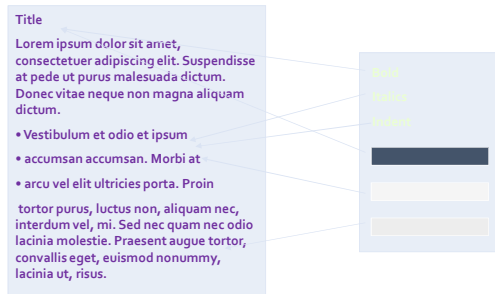 Title
Lorem ipsum dolor sit amet,
consectetuer adipiscing elit. Suspendisse
at pede ut purus malesuada dictum.
Donec vitae neque non magna aliquam
dictum.
• Vestibulum et odio et ipsum
• accumsan accumsan. Morbi at
• arcu vel elit ultricies porta. Proin
tortor purus, luctus non, aliquam nec,
interdum vel, mi. Sed nec quam nec odio
lacinia molestie. Praesent augue tortor,
convallis eget, euismod nonummy,
lacinia ut, risus.
Bold
Italics
Indent